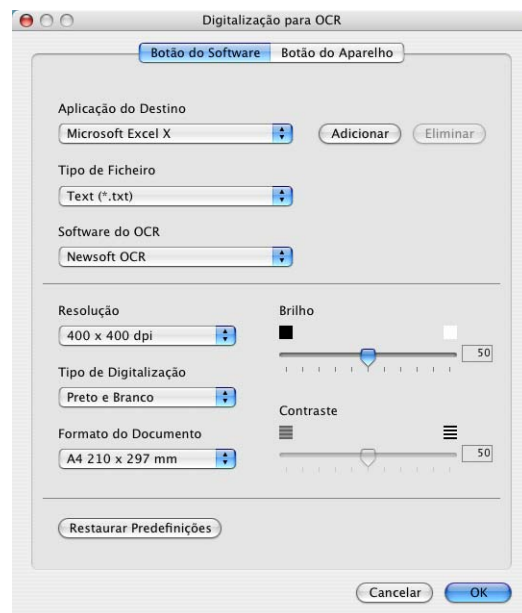 Digitalização para OCR
Botão do Software Botão do Aparelho
Aplicação do Destino
Microsoft Excel X Adicionar Eliminar
Tipo de Ficheiro
Text (*.txt)
Software do OCR
Newsoft OCR
Resolução Brilho
400 x 400 dpi
50
Tipo de Digitalização
Preto e Branco
Contraste
Formato do Documento
A4 210 x 297 mm 50
Restaurar Predefinições
Cancelar OK